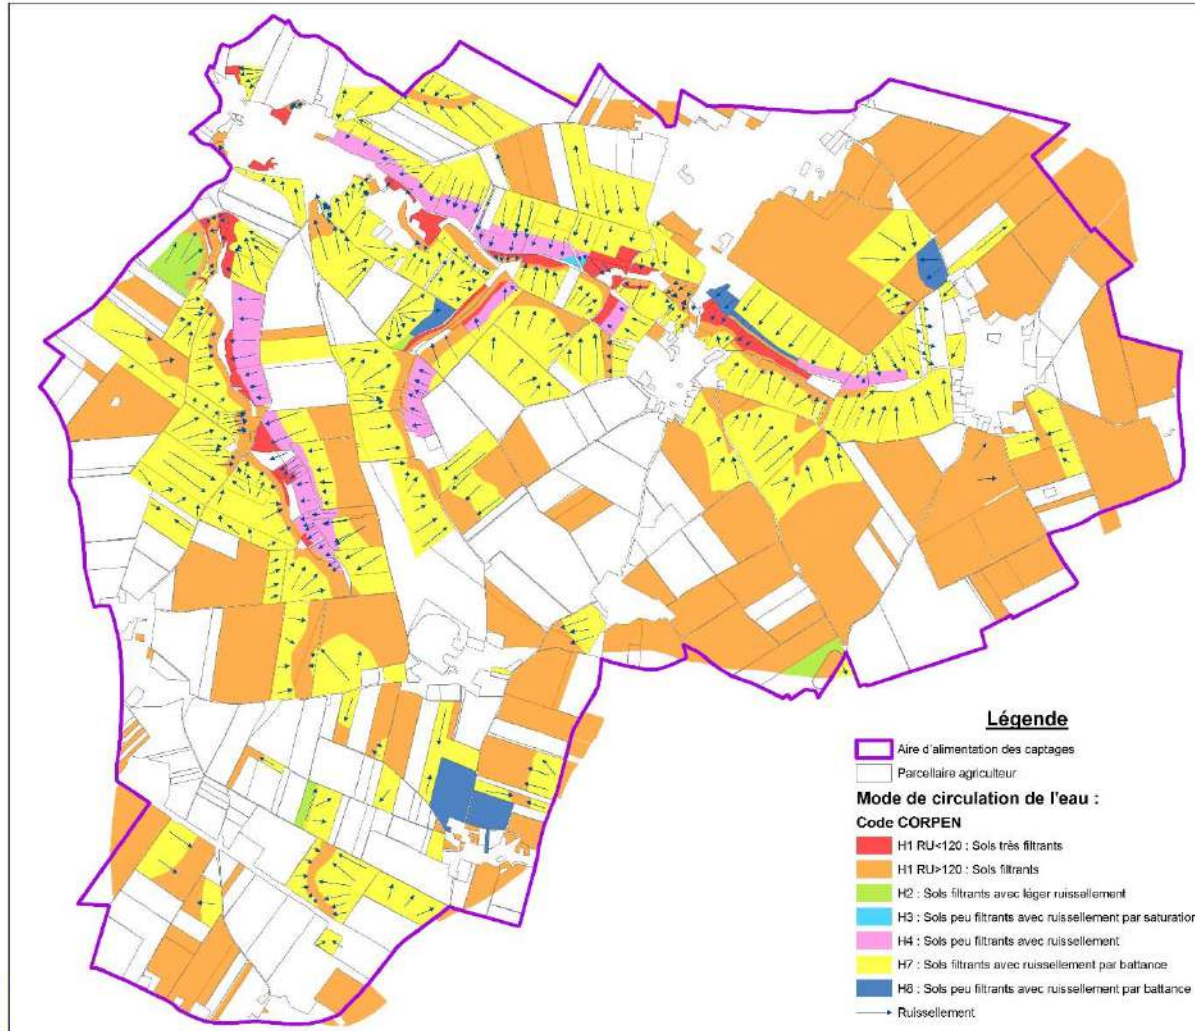 Légende
Aire d'alimentation des captages
Parcellaire agriculteur
Mode de circulation de l'eau :
Code CORPEN
H1 RU<120 : Sols très filtrants
H1 RU>120 : Sols filtrants
H2 : Sols filtrants avec láger ruissellement
H3 : Sols peu filtrants avec ruissellement par saturation
H4 : Sols peu filtrants avec ruissellement
H7 : Sols filtrants avec ruissellement par battance
H8 : Sols peu filtrants avec ruissellement par battance
Ruissellement